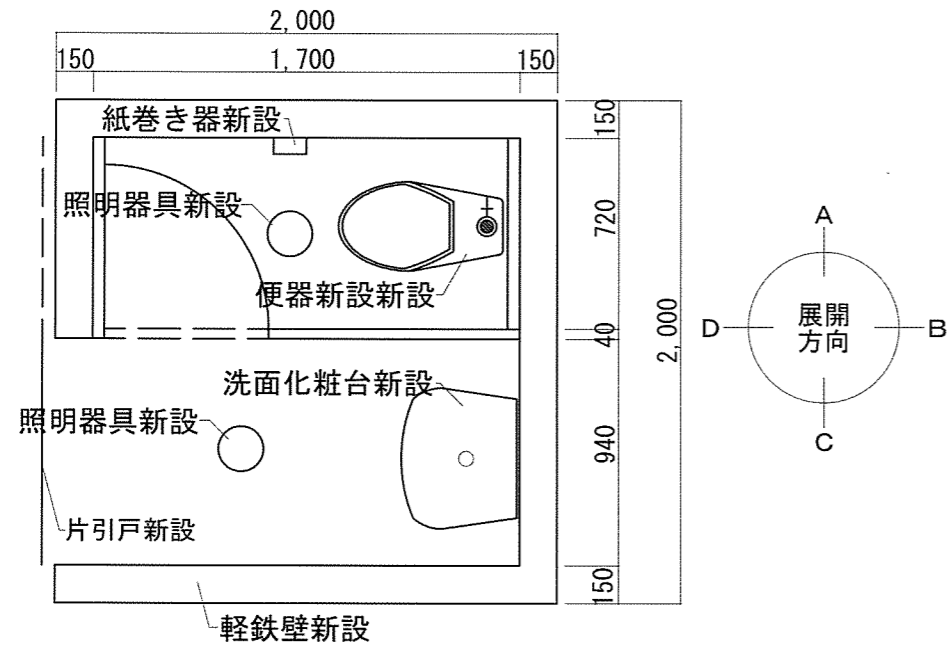 2,000
150
1,700
150
紙巻き器新設
照明器具新設
便器新設新設
150
720
40
940
150
2,000
洗面化粧台新設
照明器具新設
片引戸新設
軽鉄壁新設
A
D
展開
方向
B
C